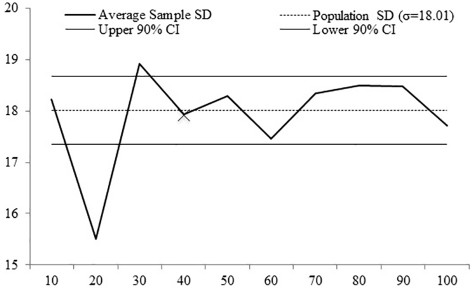 20
19
18
17
16
15
Average Sample SD
Population SD (σ=18.01)
Upper 90% CI
Lower 90% CI
10 20 30 40 50 60 70 80 90 100